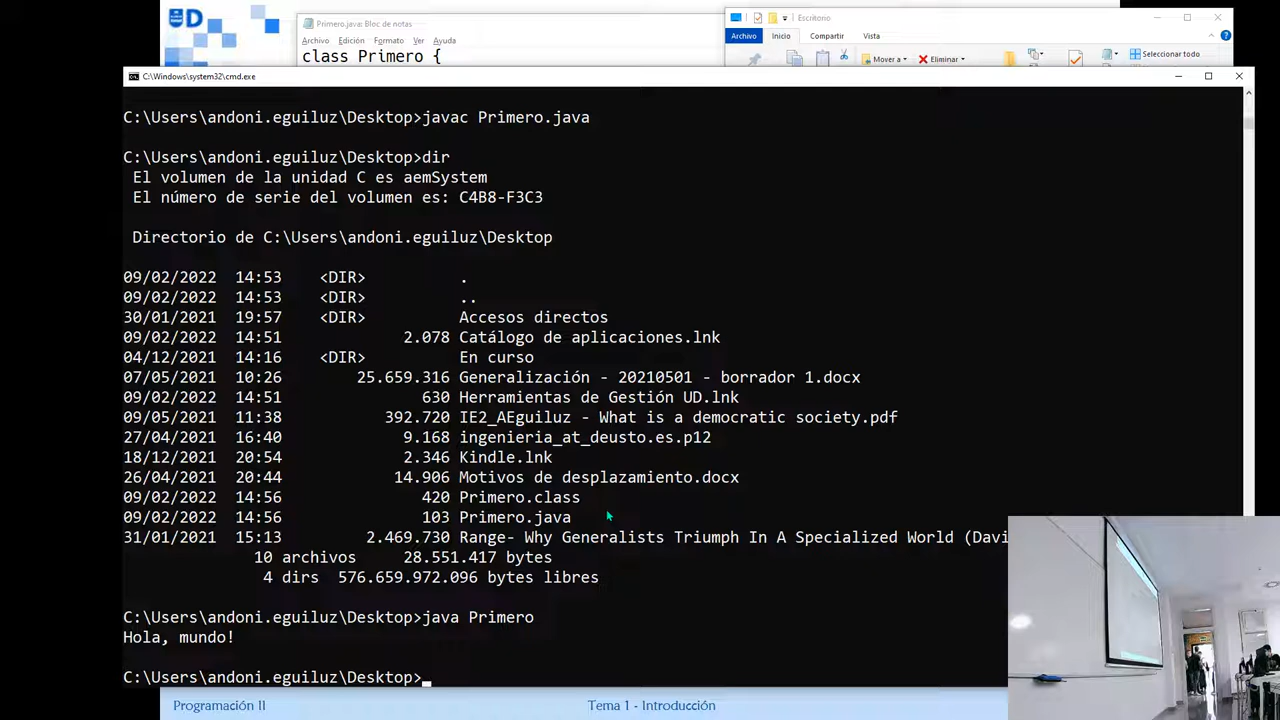 D
Primero.java: Bloc de notas
Archivo Edición Formato Ver Ayuda
class Primero {
Escritorio
Archivo Inicio Compartir Vista
Mover a Eliminar Seleccionar todo
C:\Windows\system32\cmd.exe
C:\Users\andoni.eguiluz\Desktop>javac Primero.java
C:\Users\andoni.eguiluz\Desktop>dir
El volumen de la unidad C es aemSystem
El número de serie del volumen es: C4B8-F3C3
Directorio de C:\Users\andoni.eguiluz\Desktop
09/02/2022 14:53 <DIR> .
09/02/2022 14:53 <DIR> ..
30/01/2021 19:57 <DIR> Accesos directos
09/02/2022 14:51 2.078 Catálogo de aplicaciones.lnk
04/12/2021 14:16 <DIR> En curso
07/05/2021 10:26 25.659.316 Generalización - 20210501 - borrador 1.docx
09/02/2022 14:51 630 Herramientas de Gestión UD.lnk
09/05/2021 11:38 392.720 IE2_AEguiluz - What is a democratic society.pdf
27/04/2021 16:40 9.168 ingenieria_at_deusto.es.p12
18/12/2021 20:54 2.346 Kindle.lnk
26/04/2021 20:44 14.906 Motivos de desplazamiento.docx
09/02/2022 14:56 420 Primero.class
09/02/2022 14:56 103 Primero.java
31/01/2021 15:13 2.469.730 Range- Why Generalists Triumph In A Specialized World (Davi
10 archivos 28.551.417 bytes
4 dirs 576.659.972.096 bytes libres
C:\Users\andoni.eguiluz\Desktop>java Primero
Hola, mundo!
C:\Users\andoni.eguiluz\Desktop>
Programación II Tema 1 - Introducción